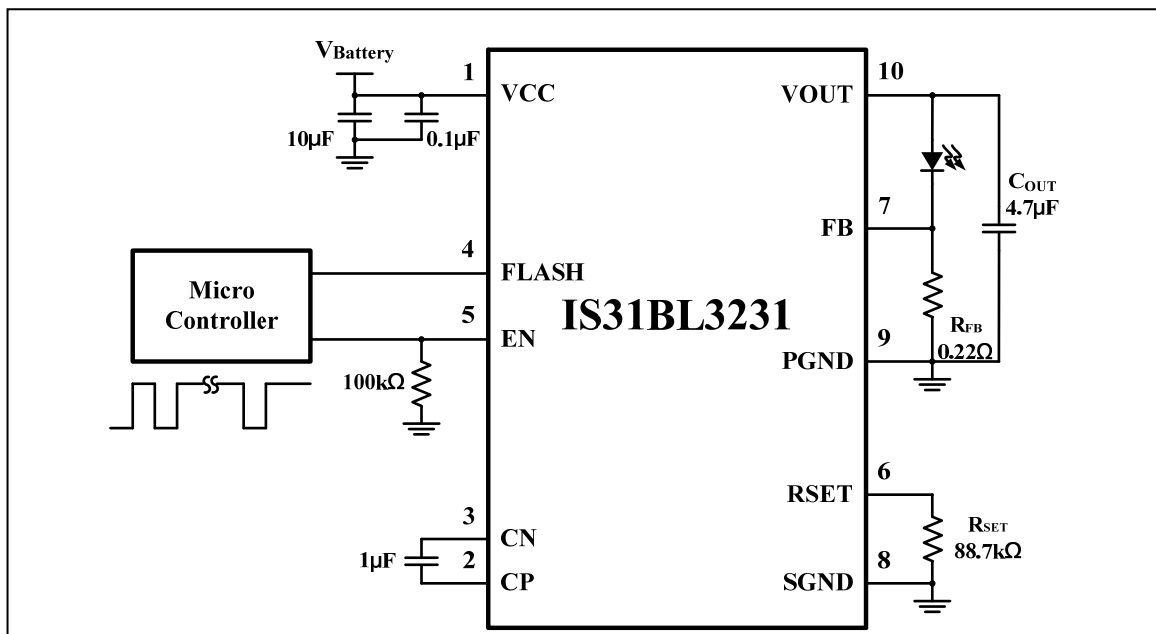 VBattery
1
VCC
10µF
0.1µF
10
VOUT
COUT
4.7µF
7
FB
4
FLASH
Micro
Controller
5
EN
IS31BL3231
RFB
0.22Ω
9
PGND
100kΩ
6
RSET
RSET
88.7kΩ
3
CN
1µF
2
CP
8
SGND